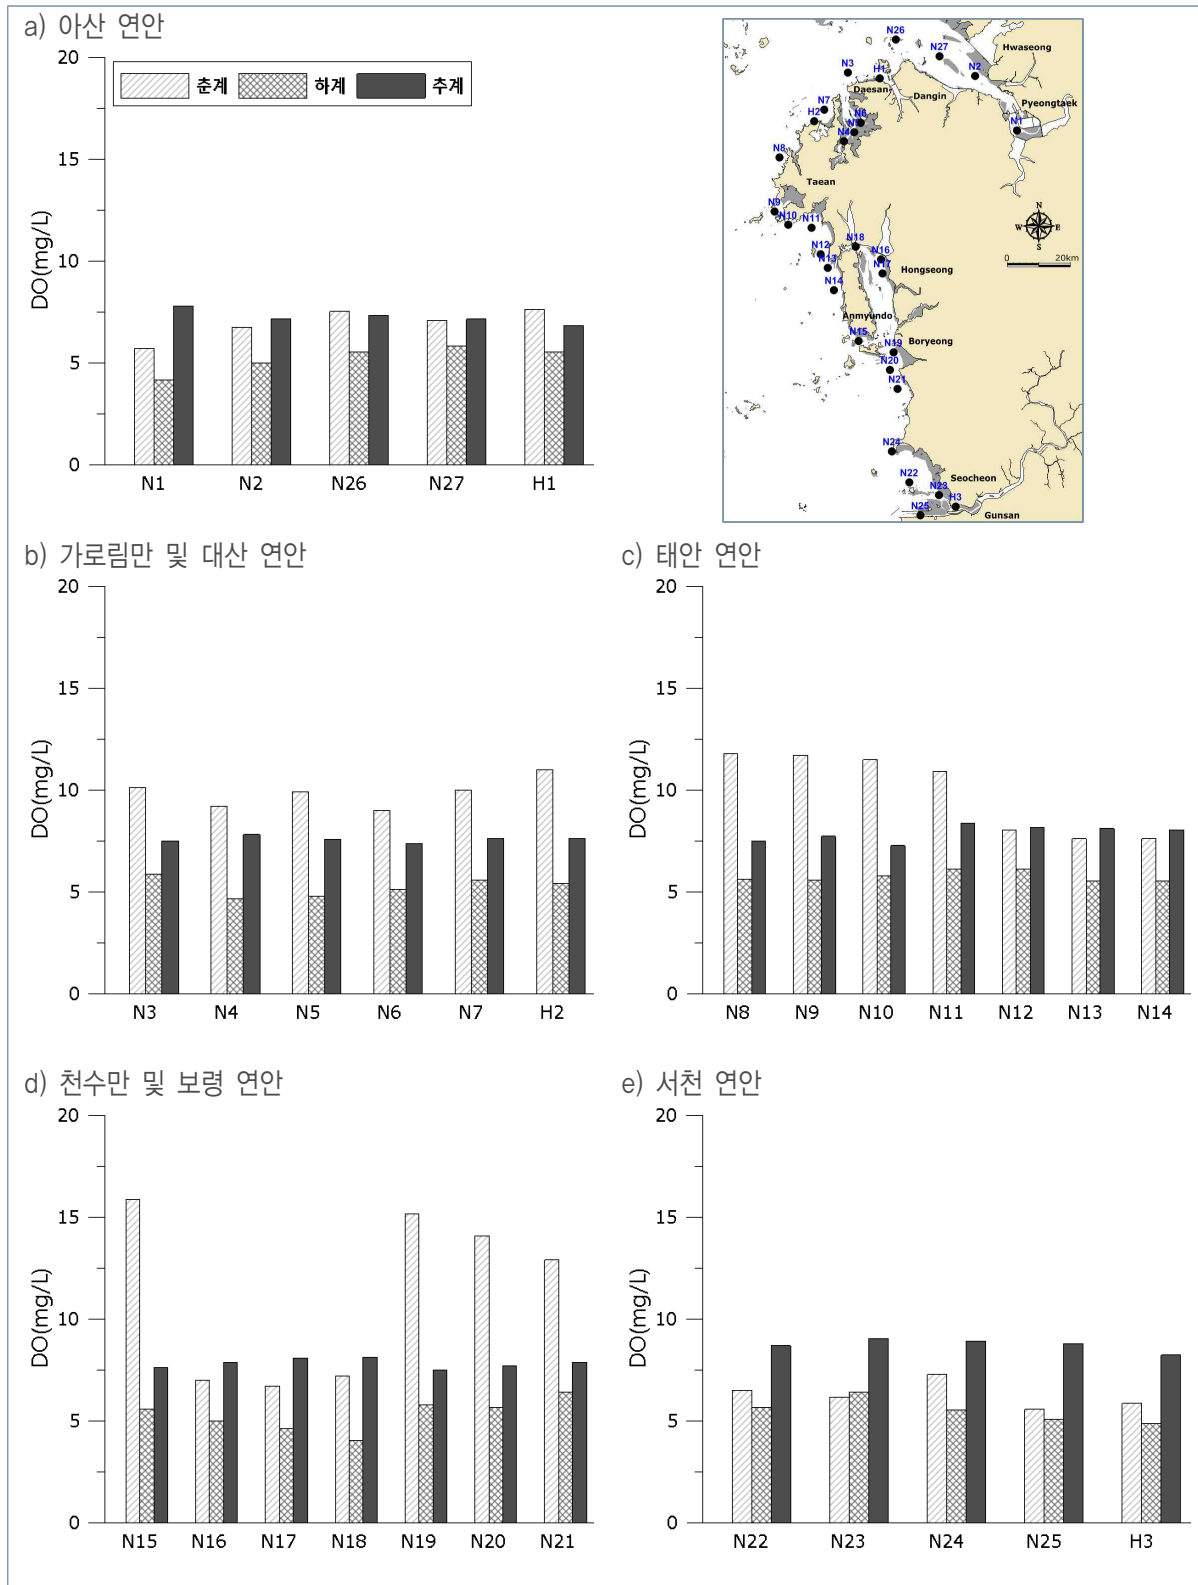 a) 아산 연안
춘계 하계 추계
DO(mg/L)
20
15
10
5
0
N1 N2 N26 N27 H1
N26
N27
Hwaseong
N3
H1
N2
Daesan
Dangin
Pyeongtaek
N7
H2
N6
N5
N4
N1
N8
Taean
N9
N10
N11
N12
N13
N14
N18
N16
N17
Hongseong
N
W E
S
0 20km
Anmyundo
N15
Boryeong
N19
N20
N21
N24
N22
Seocheon
N23
H3
N25
Gunsan
b) 가로림만 및 대산 연안
DO(mg/L)
20
15
10
5
0
N3 N4 N5 N6 N7 H2
c) 태안 연안
DO(mg/L)
20
15
10
5
0
N8 N9 N10 N11 N12 N13 N14
d) 천수만 및 보령 연안
DO(mg/L)
20
15
10
5
0
N15 N16 N17 N18 N19 N20 N21
e) 서천 연안
DO(mg/L)
20
15
10
5
0
N22 N23 N24 N25 H3